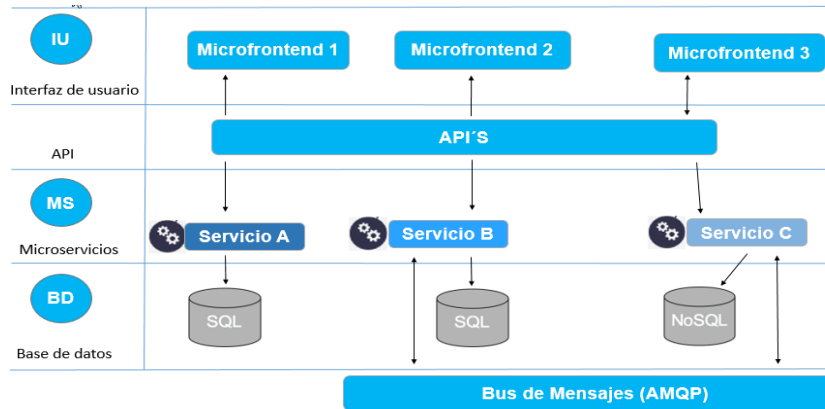 IU
Interfaz de usuario
Microfrontend 1
Microfrontend 2
Microfrontend 3
API
API´S
MS
Microservicios
Servicio A
Servicio B
Servicio C
BD
Base de datos
SQL
SQL
NoSQL
Bus de Mensajes (AMQP)